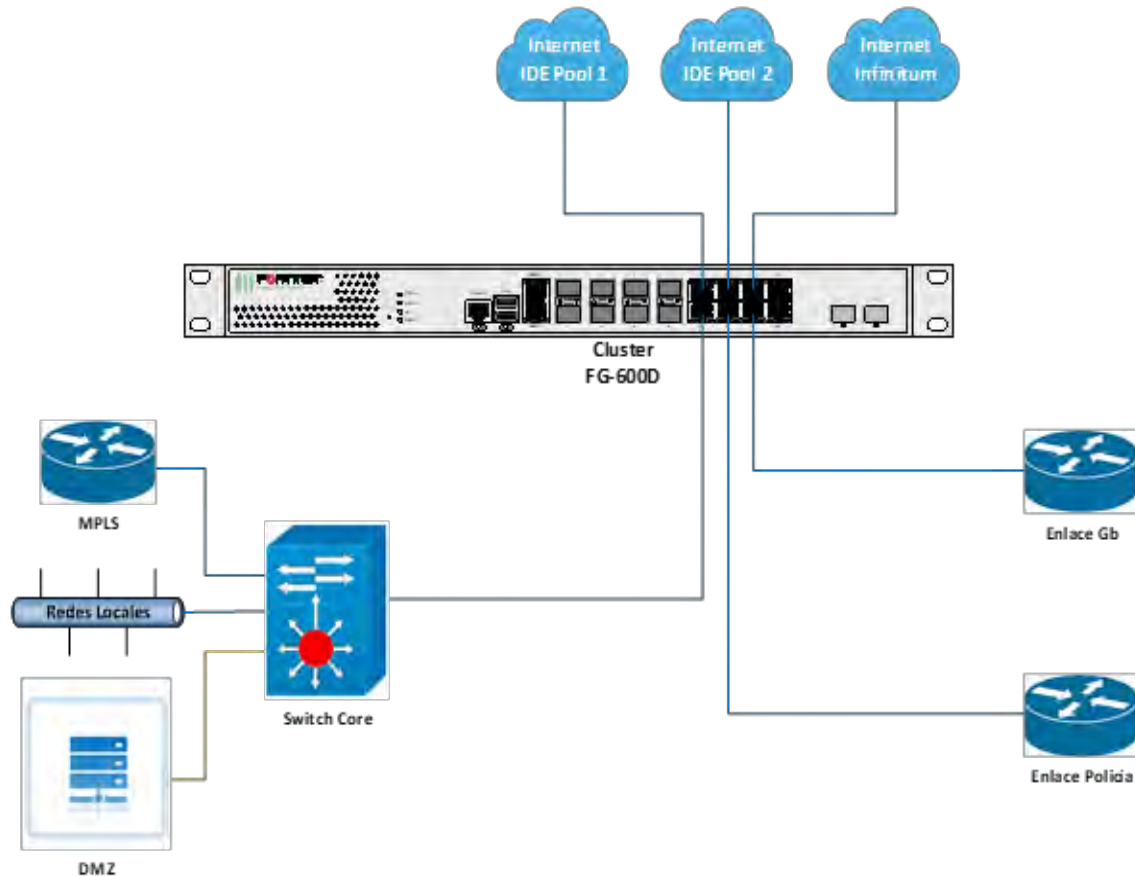 Internet
IDE Pool 1
Internet
IDE Pool 2
Internet
Infinitum
Cluster
FG-600D
MPLS
Enlace Gb
Redes Locales
Switch Core
Enlace Policia
DMZ